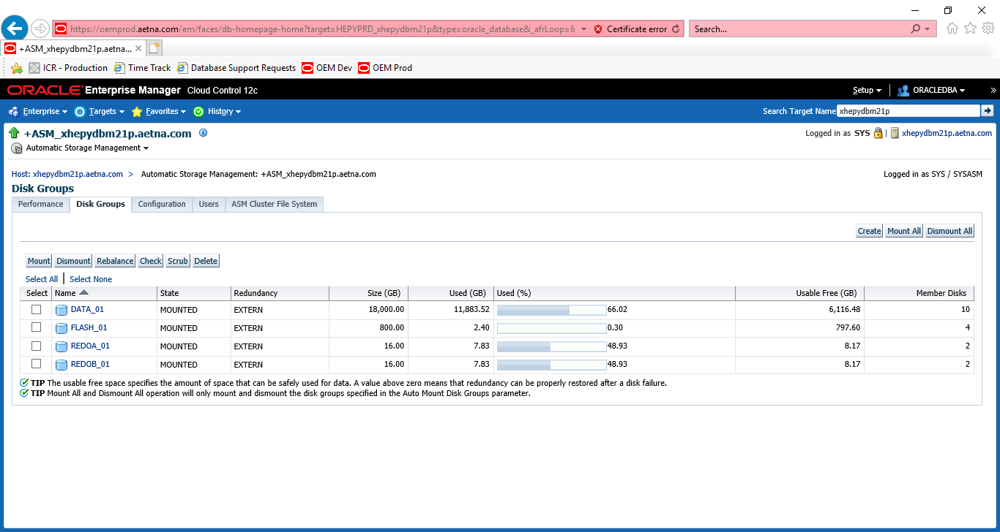 https://oemprod.aetna.com/em/faces/db-homepage-home?target=HEPYPRD_xhepydbm21p&type=oracle_database&_afrLoop=6 Certificate error Search...
+ASM_xhepydbm21p.aetna...
ICR - Production Time Track Database Support Requests OEM Dev OEM Prod
ORACLE Enterprise Manager Cloud Control 12c Setup ORACLEDBA »
Enterprise Targets Favorites History Search Target Name xhepydbm21p
+ASM_xhepydbm21p.aetna.com Logged in as SYS | xhepydbm21p.aetna.com
Automatic Storage Management
Host: xhepydbm21p.aetna.com > Automatic Storage Management: +ASM_xhepydbm21p.aetna.com Logged in as SYS / SYSASM
Disk Groups
Performance Disk Groups Configuration Users ASM Cluster File System
Create Mount All Dismount All
Mount Dismount Rebalance Check Scrub Delete
Select All | Select None
Select Name State Redundancy Size (GB) Used (GB) Used (%) Usable Free (GB) Member Disks
DATA_01 MOUNTED EXTERN 18,000.00 11,883.52 66.02 6,116.48 10
FLASH_01 MOUNTED EXTERN 800.00 2.40 0.30 797.60 4
REDOA_01 MOUNTED EXTERN 16.00 7.83 48.93 8.17 2
REDOB_01 MOUNTED EXTERN 16.00 7.83 48.93 8.17 2
TIP The usable free space specifies the amount of space that can be safely used for data. A value above zero means that redundancy can be properly restored after a disk failure.
TIP Mount All and Dismount All operation will only mount and dismount the disk groups specified in the Auto Mount Disk Groups parameter.